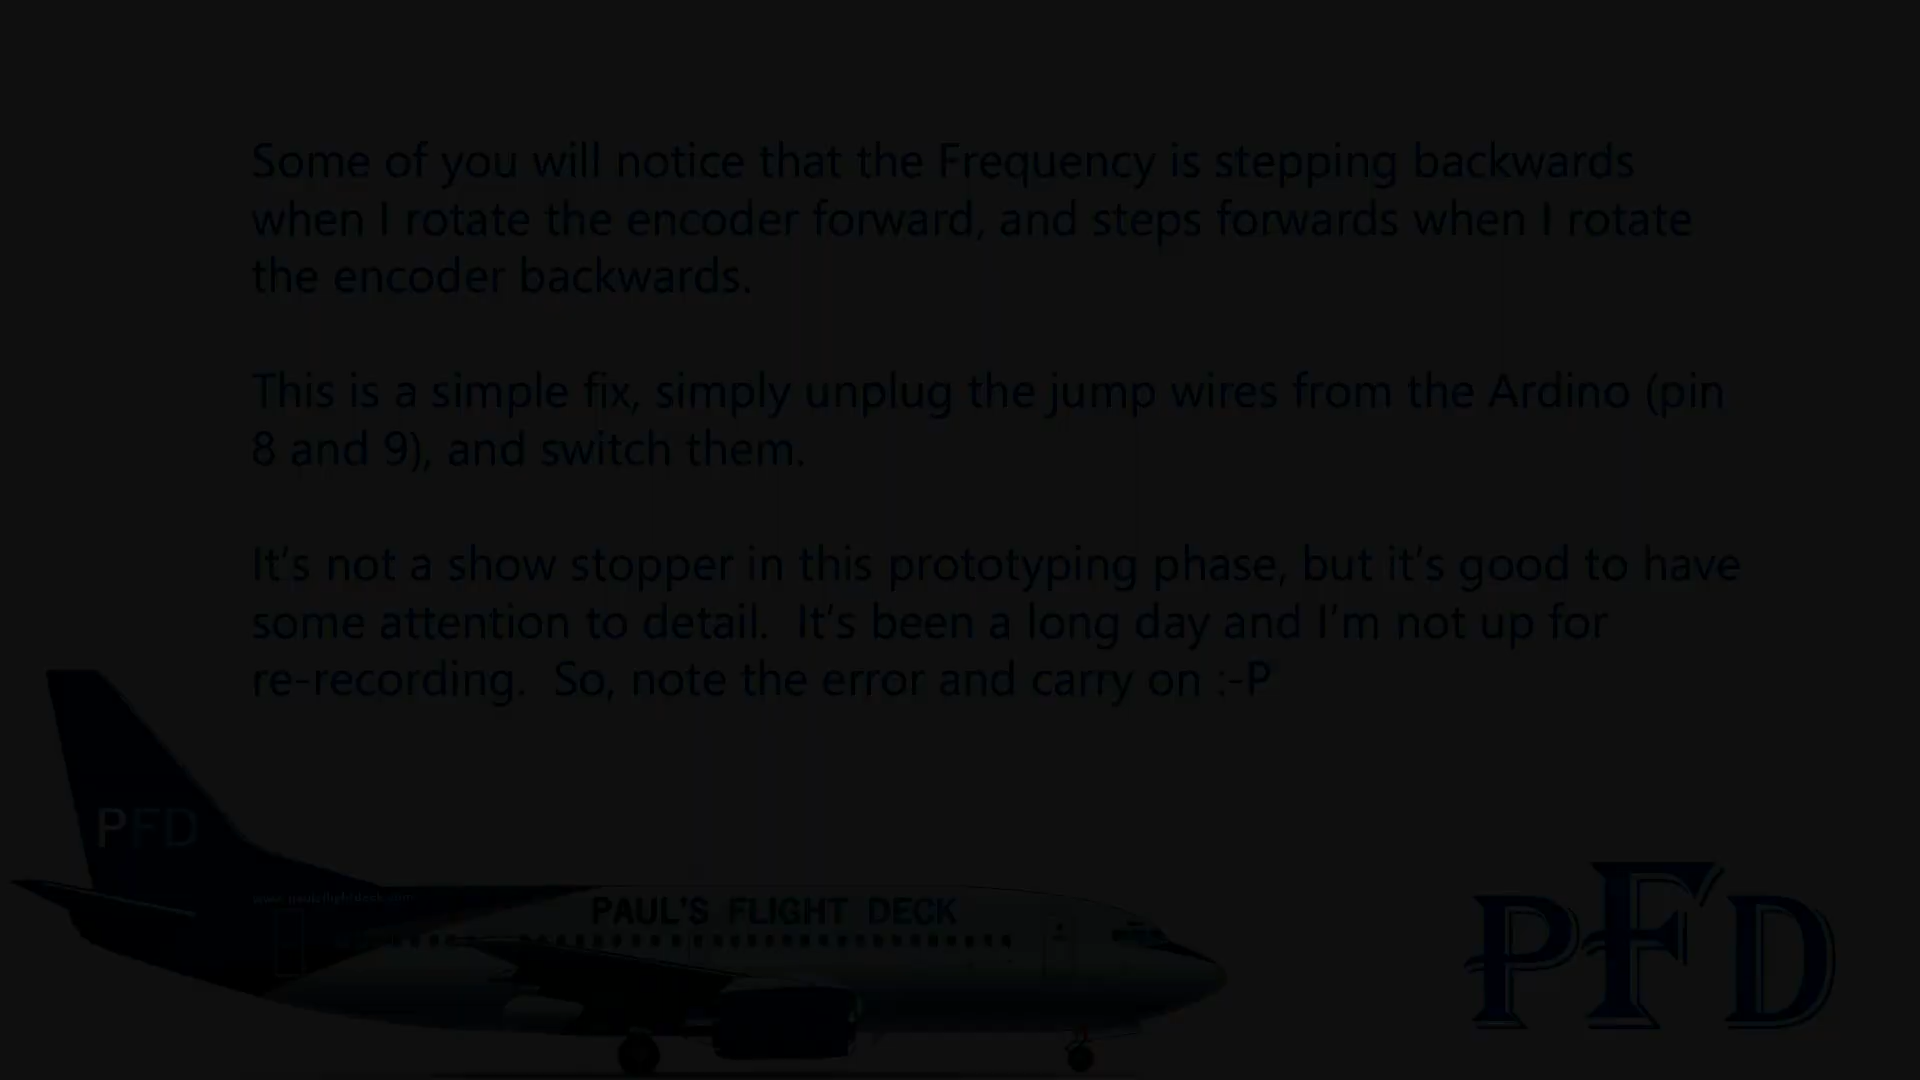 Some of you will notice that the Frequency is stepping backwards
when I rotate the encoder forward, and steps forwards when I rotate
the encoder backwards.
This is a simple fix, simply unplug the jump wires from the Ardino (pin
8 and 9), and switch them.
It's not a show stopper in this prototyping phase, but it's good to have
some attention to detail.  It's been a long day and I'm not up for
re-recording.  So, note the error and carry on :-P
PFD
www.paulsflightdeck.com
PAUL'S FLIGHT DECK
PFD